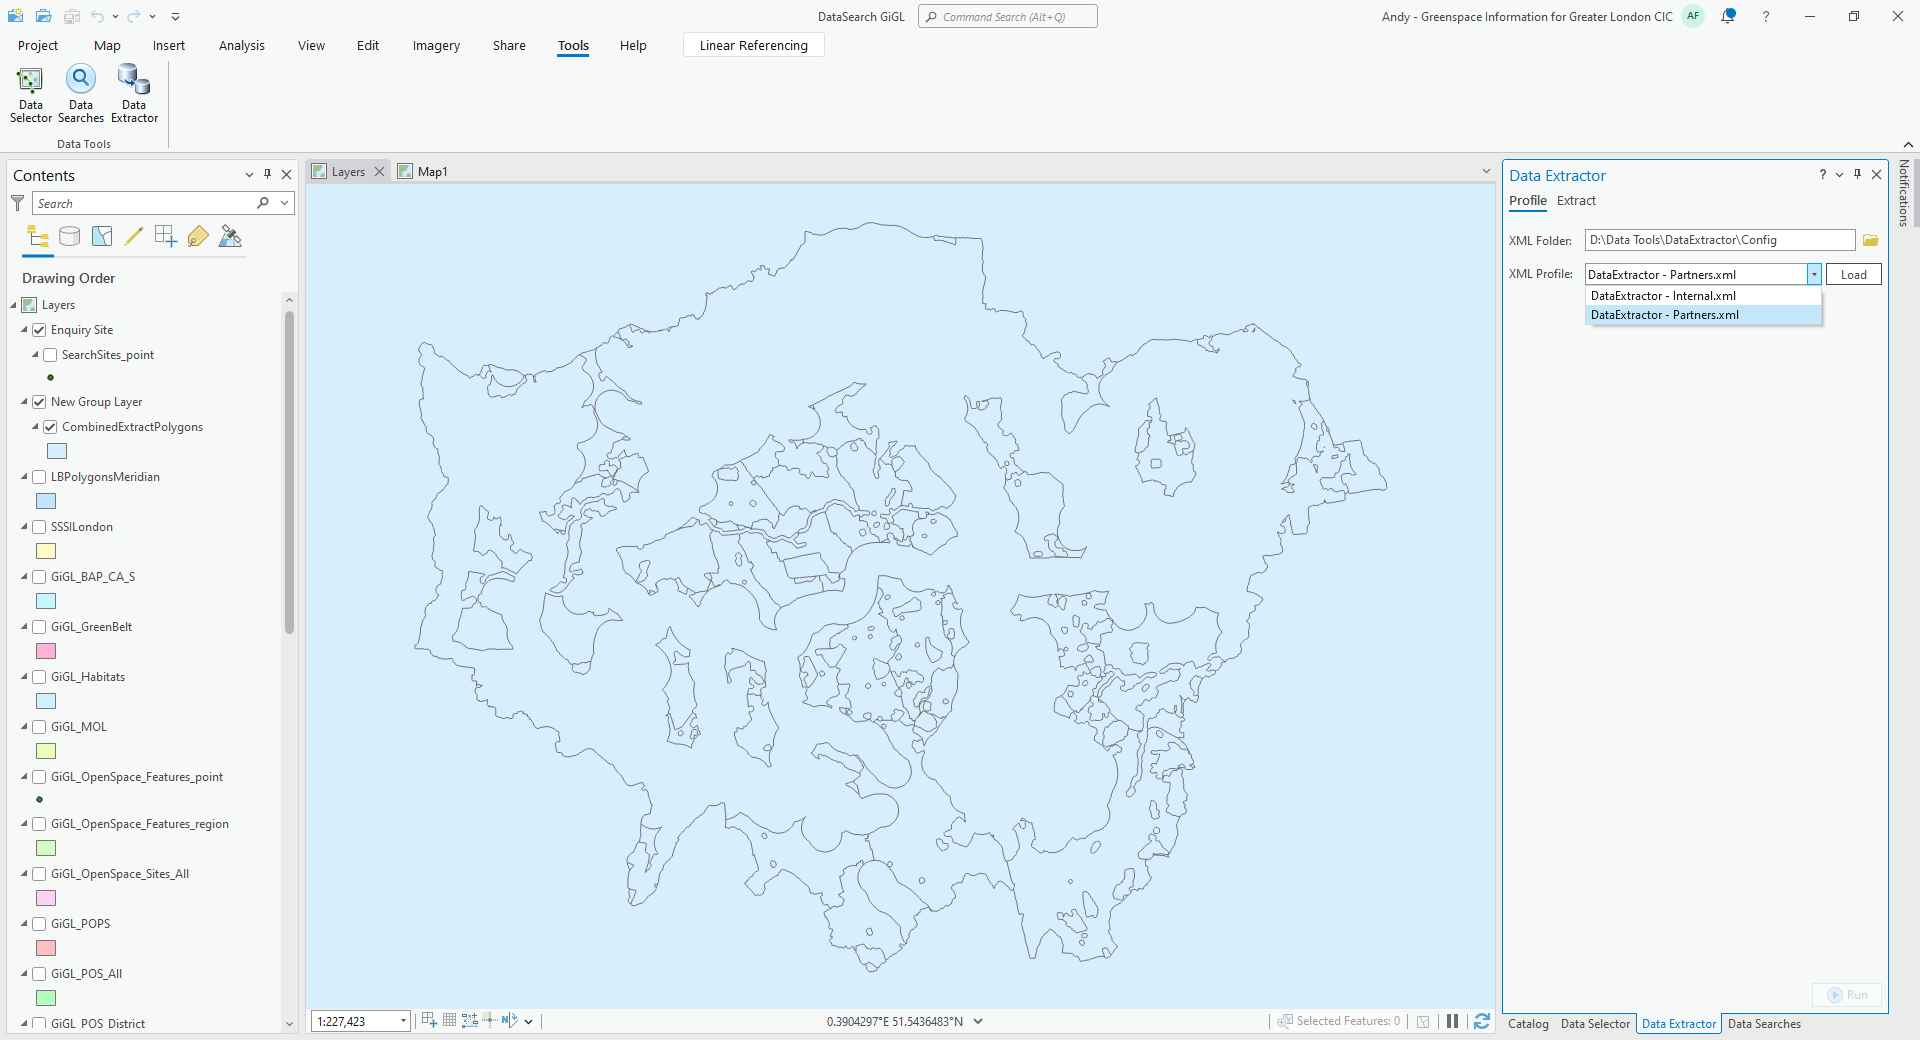 DataSearch GiGL
Command Search (Alt+Q)
Andy - Greenspace Information for Greater London CIC
AF
?
Project
Map
Insert
Analysis
View
Edit
Imagery
Share
Tools
Help
Linear Referencing
Data Selector
Data Searches
Data Extractor
Data Tools
Contents
Search
Drawing Order
Layers
Enquiry Site
SearchSites_point
New Group Layer
CombinedExtractPolygons
LBPolygonsMeridian
SSSILondon
GiGL_BAP_CA_S
GiGL_GreenBelt
GiGL_Habitats
GiGL_MOL
GiGL_OpenSpace_Features_point
GiGL_OpenSpace_Features_region
GiGL_OpenSpace_Sites_All
GiGL_POPS
GiGL_POS_All
GiGL_POS_District
Layers
Map1
1:227,423
N
0.3904297°E 51.5436483°N
Selected Features: 0
Data Extractor
?
Profile
Extract
XML Folder:
D:\Data Tools\DataExtractor\Config
XML Profile:
DataExtractor - Partners.xml
Load
DataExtractor - Internal.xml
DataExtractor - Partners.xml
Run
Catalog
Data Selector
Data Extractor
Data Searches
Notifications